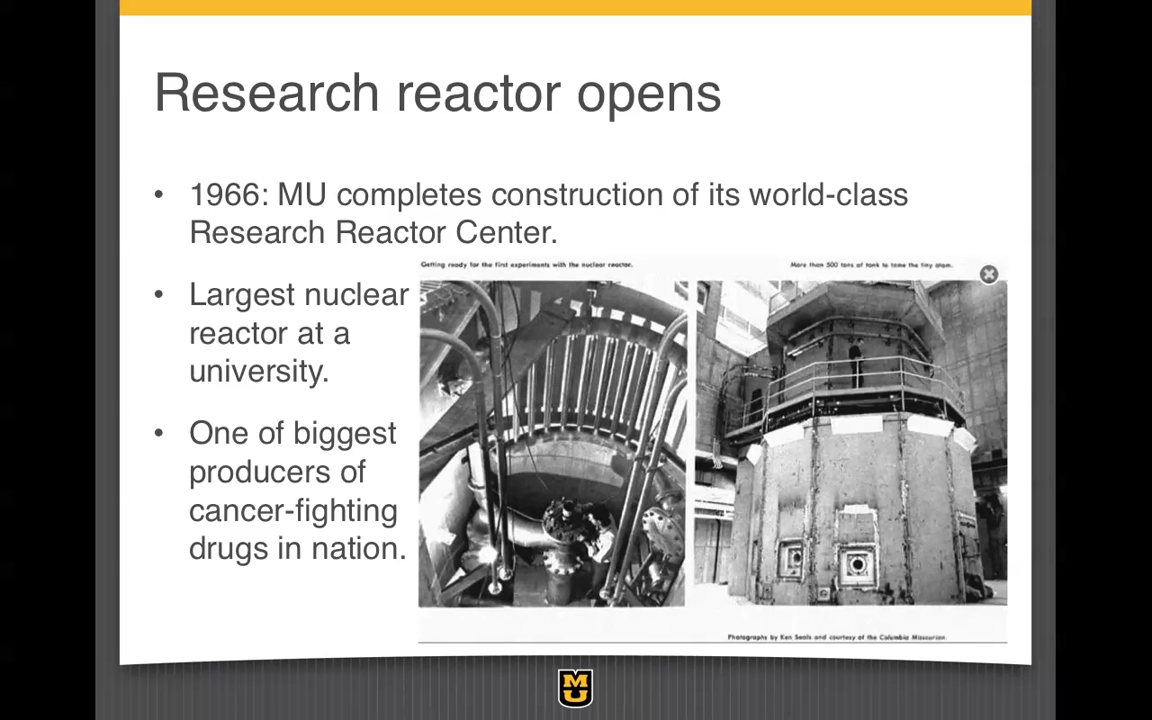 Research reactor opens
• 1966: MU completes construction of its world-class
Research Reactor Center.
Getting ready for the first experiments with the nuclear reactor.
More than 500 tons of tank to tame the tiny atom.
• Largest nuclear
reactor at a
university.
• One of biggest
producers of
cancer-fighting
drugs in nation.
Photographs by Ken Seals and courtesy of the Columbia Missourian.
MU